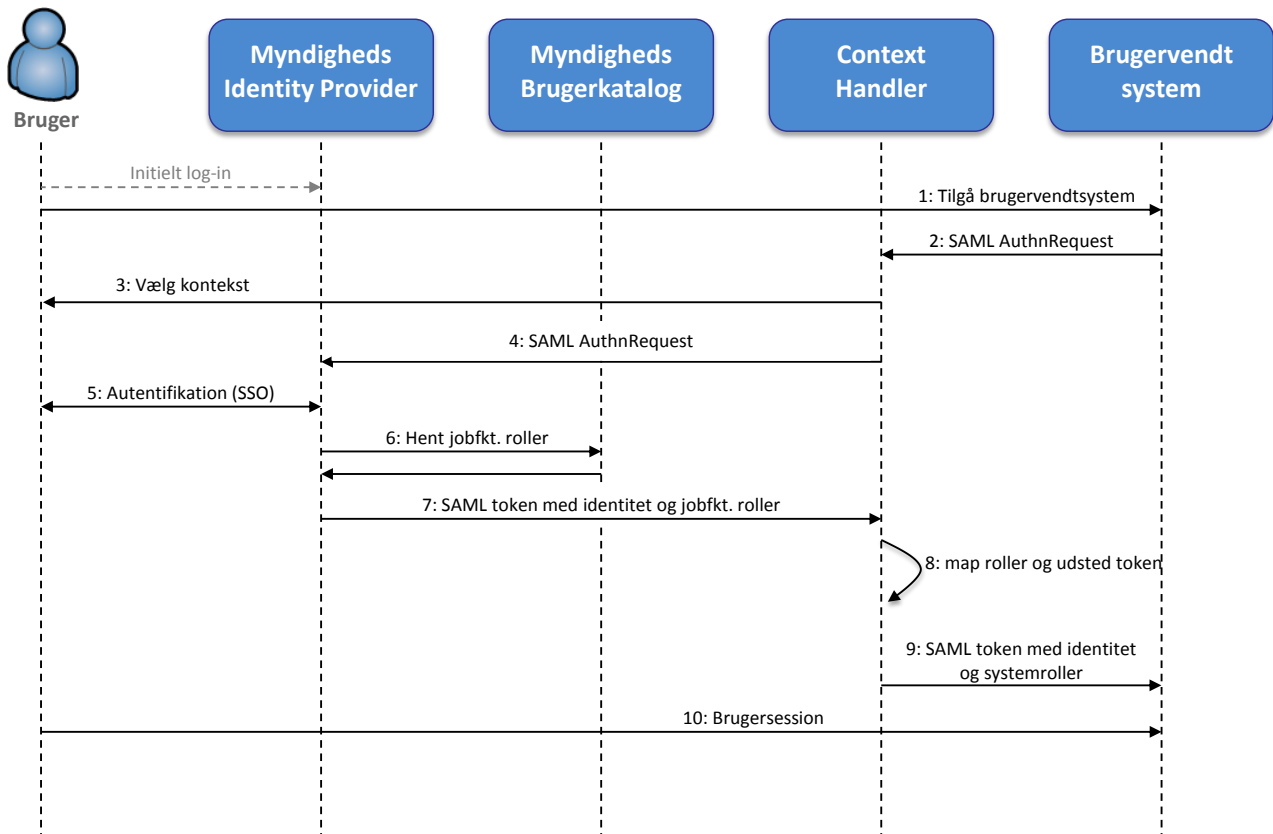 Myndigheds
Identity Provider
Myndigheds
Brugerkatalog
Context
Handler
Brugervendt
system
Bruger
Initielt log-in
1: Tilgå brugervendtsystem
2: SAML AuthnRequest
3: Vælg kontekst
4: SAML AuthnRequest
5: Autentifikation (SSO)
6: Hent jobfkt. roller
7: SAML token med identitet og jobfkt. roller
8: map roller og udsted token
9: SAML token med identitet
og systemroller
10: Brugersession